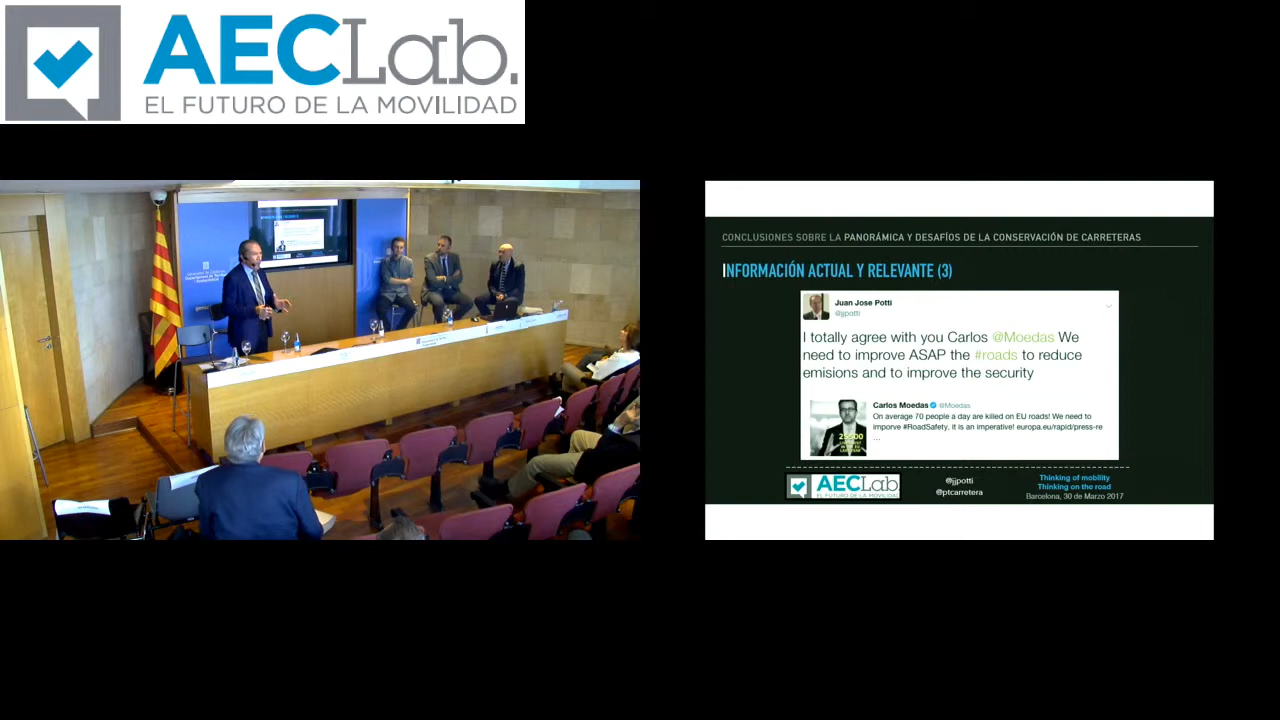 AECLab.
EL FUTURO DE LA MOVILIDAD
CONCLUSIONES SOBRE LA PANORÁMICA Y DESAFÍOS DE LA CONSERVACIÓN DE CARRETERAS
INFORMACIÓN ACTUAL Y RELEVANTE (3)
Juan Jose Potti
@jjpotti
I totally agree with you Carlos @Moedas We
need to improve ASAP the #roads to reduce
emisions and to improve the security
Carlos Moedas @Moedas
On average 70 people a day are killed on EU roads! We need to
imporve #RoadSafety, it is an imperative! europa.eu/rapid/press-re
...
25500
AECLab
EL FUTURO DE LA MOVILIDAD
@jjpotti
@ptcarretera
Thinking of mobility
Thinking on the road
Barcelona, 30 de Marzo 2017